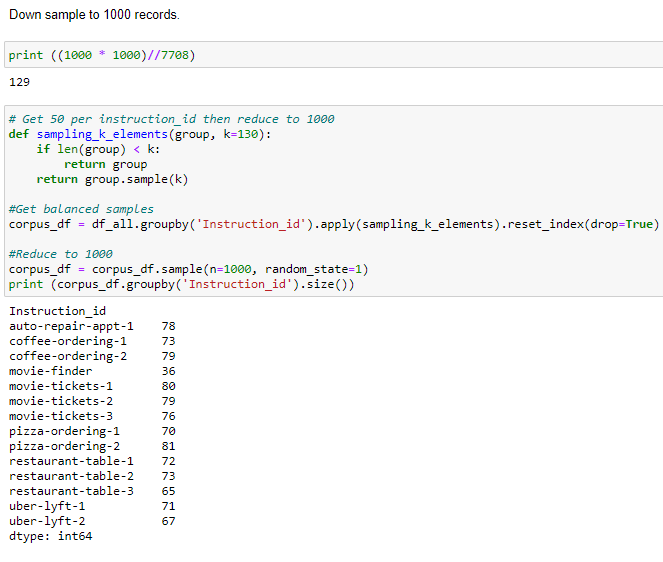 Down sample to 1000 records.
print ((1000 * 1000)//7708)
129
# Get 50 per instruction_id then reduce to 1000
def sampling_k_elements(group, k=130):
    if len(group) < k:
        return group
    return group.sample(k)

#Get balanced samples
corpus_df = df_all.groupby('Instruction_id').apply(sampling_k_elements).reset_index(drop=True)

#Reduce to 1000
corpus_df = corpus_df.sample(n=1000, random_state=1)
print (corpus_df.groupby('Instruction_id').size())
Instruction_id
auto-repair-appt-1    78
coffee-ordering-1     73
coffee-ordering-2     79
movie-finder          36
movie-tickets-1       80
movie-tickets-2       79
movie-tickets-3       76
pizza-ordering-1      70
pizza-ordering-2      81
restaurant-table-1    72
restaurant-table-2    73
restaurant-table-3    65
uber-lyft-1           71
uber-lyft-2           67
dtype: int64